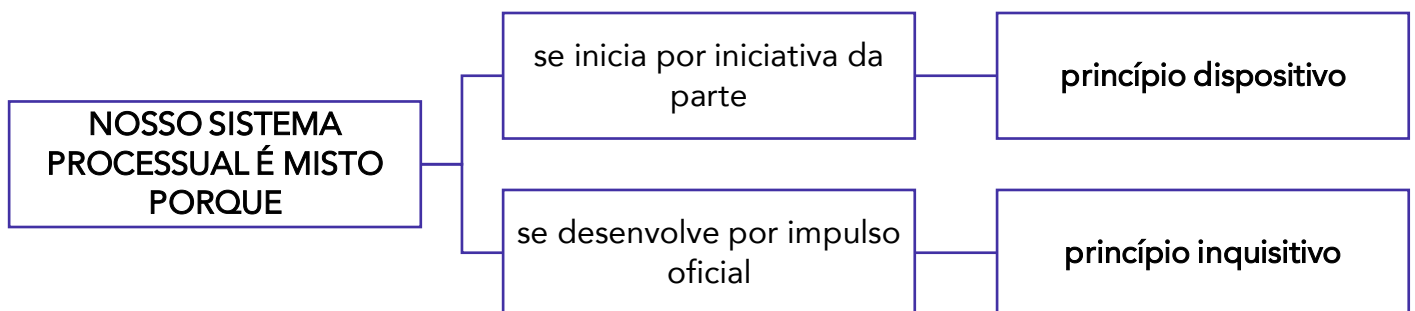 NOSSO SISTEMA
PROCESSUAL É MISTO
PORQUE
se inicia por iniciativa da
parte
princípio dispositivo
se desenvolve por impulso
oficial
princípio inquisitivo